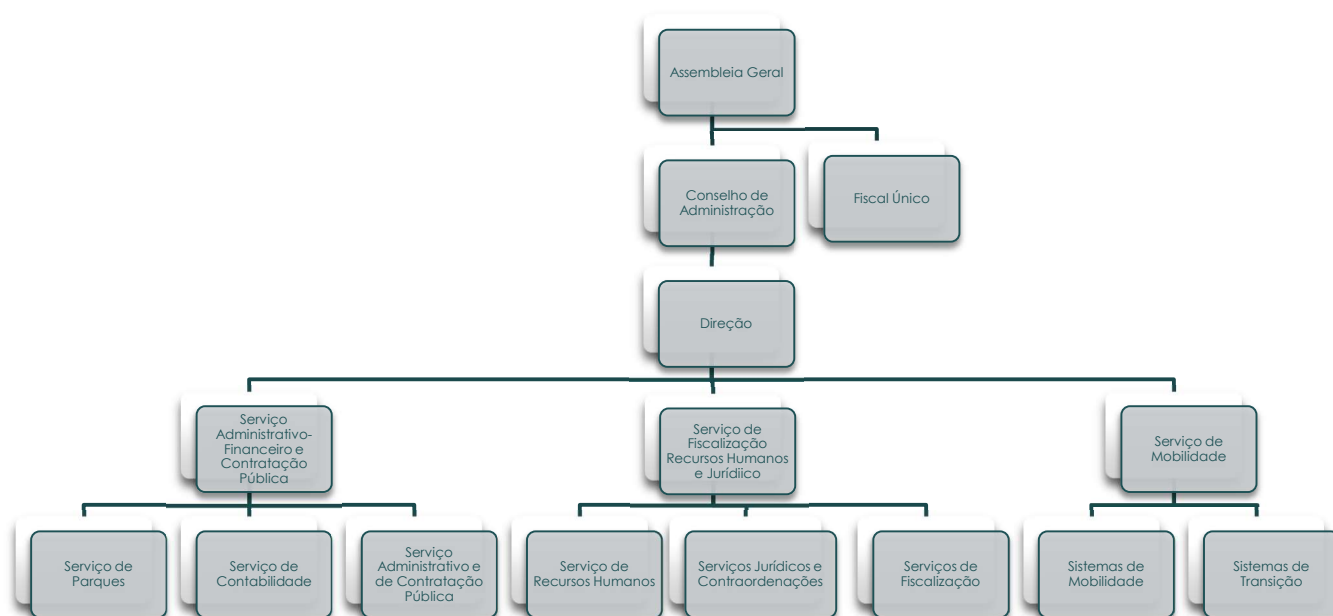 Assembleia Geral
Conselho de
Administração
Fiscal Único
Direção
Serviço
Administrativo-
Financeiro e
Contratação
Pública
Serviço de
Fiscalização
Recursos Humanos
e Jurídiico
Serviço de
Mobilidade
Serviço de
Parques
Serviço de
Contabilidade
Serviço
Administrativo e
de Contratação
Pública
Serviço de
Recursos Humanos
Serviços Jurídicos e
Contraordenações
Serviços de
Fiscalização
Sistemas de
Mobilidade
Sistemas de
Transição